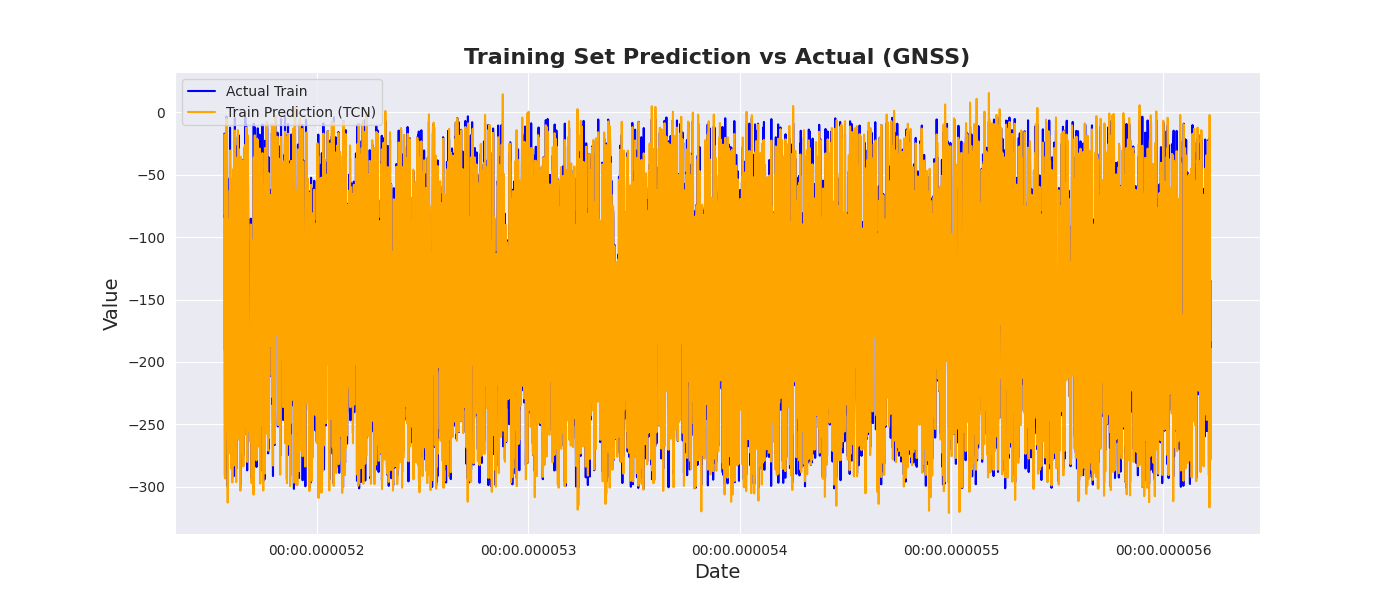 Training Set Prediction vs Actual (GNSS)
Actual Train
Train Prediction (TCN)
Value
0
−50
−100
−150
−200
−250
−300
00:00.000052
00:00.000053
00:00.000054
00:00.000055
00:00.000056
Date